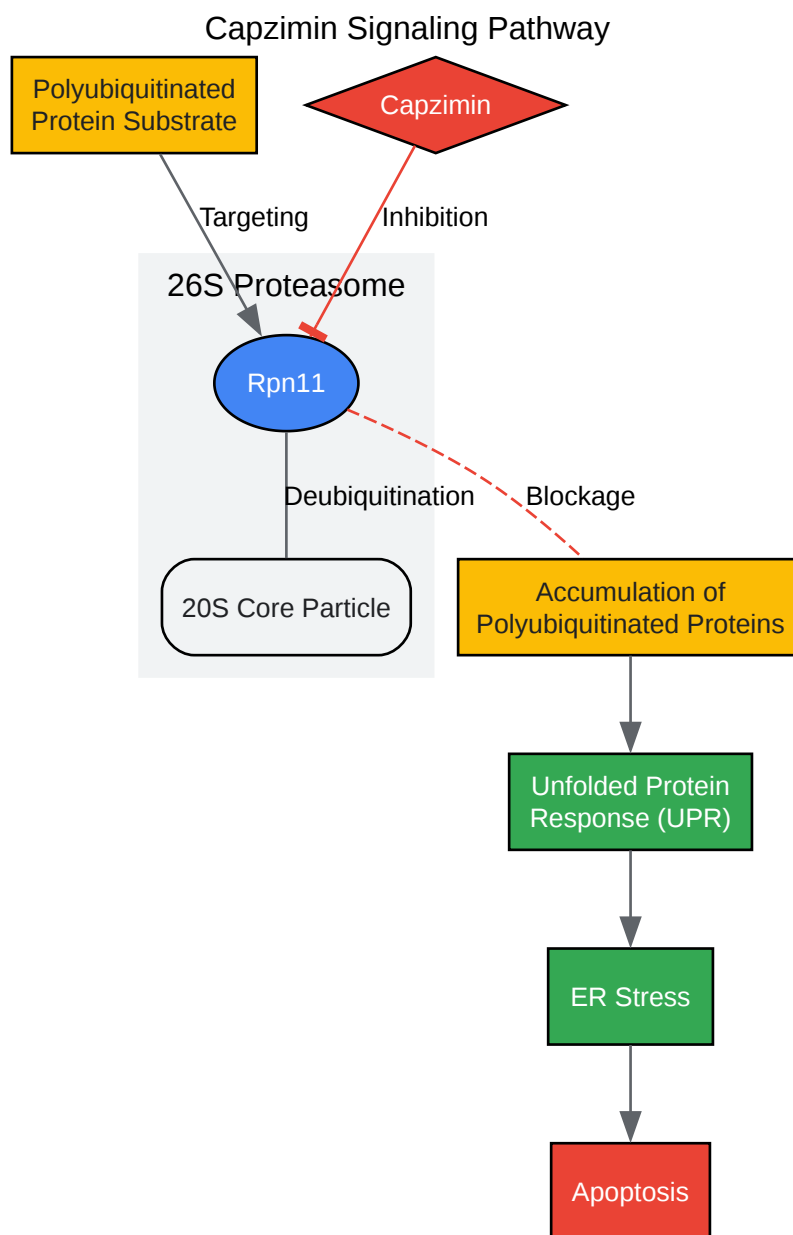 Capzimin Signaling Pathway
Polyubiquitinated
Protein Substrate
Capzimin
Targeting
Inhibition
26S Proteasome
Rpn11
Deubiquitination
Blockage
20S Core Particle
Accumulation of
Polyubiquitinated Proteins
Unfolded Protein
Response (UPR)
ER Stress
Apoptosis